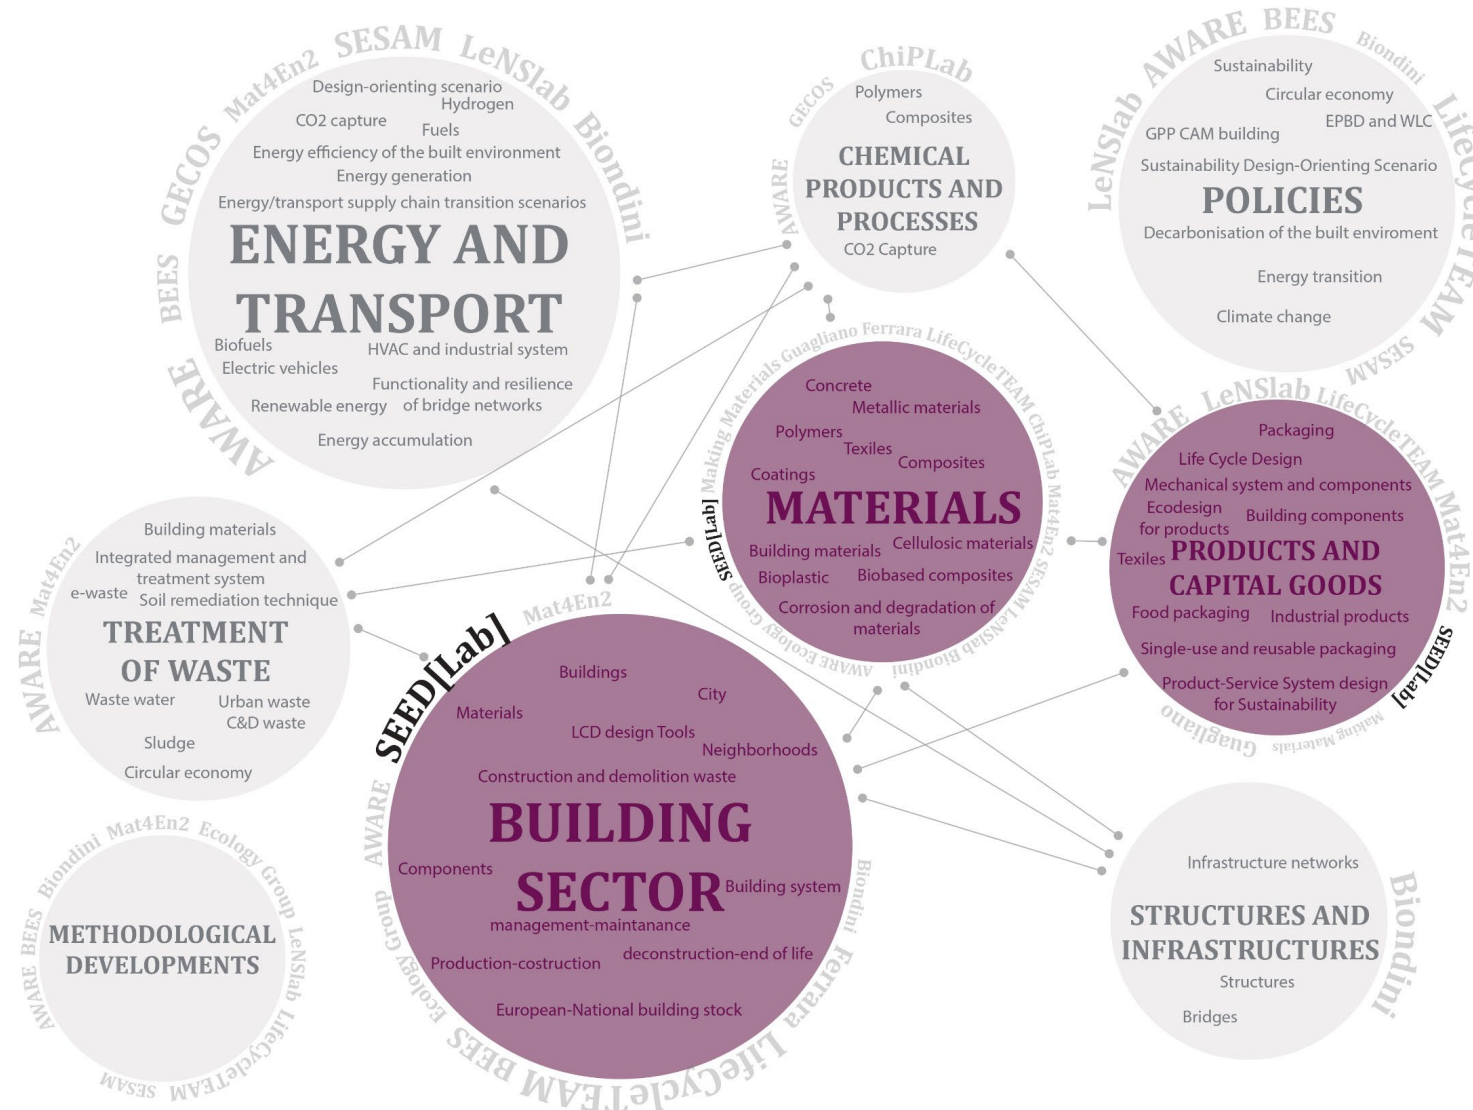 GECOS Mat4En2 SESAM LeNSlab Biondini
BEES
AWARE
Design-orienting scenario
Hydrogen
CO2 capture
Fuels
Energy efficiency of the built environment
Energy generation
Energy/transport supply chain transition scenarios
ENERGY AND
TRANSPORT
Biofuels
HVAC and industrial system
Electric vehicles
Functionality and resilience
of bridge networks
Renewable energy
Energy accumulation
AWARE GECOS ChiPLab
Polymers
Composites
CHEMICAL
PRODUCTS AND
PROCESSES
CO2 Capture
LeNSlab AWARE BEES Biondini LifeCycleTEAM SESAM
Sustainability
Circular economy
EPBD and WLC
GPP CAM building
Sustainability Design-Orienting Scenario
POLICIES
Decarbonisation of the built enviroment
Energy transition
Climate change
SEED[Lab] Making Materials Guagliano Ferrara LifeCycleTEAM ChiPLab Mat4En2 SESAM LeNSlab Biondini AWARE Ecology Group
Concrete
Metallic materials
Polymers
Texiles
Composites
Coatings
MATERIALS
Building materials
Cellulosic materials
Bioplastic
Biobased composites
Corrosion and degradation of
materials
AWARE LeNSlab LifeCycleTEAM Mat4En2 SEED[Lab] Making Materials Guagliano
Packaging
Life Cycle Design
Mechanical system and components
Ecodesign
for products
Building components
Texiles
PRODUCTS AND
CAPITAL GOODS
Food packaging
Industrial products
Single-use and reusable packaging
Product-Service System design
for Sustainability
AWARE Mat4En2
Building materials
Integrated management and
treatment system
e-waste
Soil remediation technique
TREATMENT
OF WASTE
Waste water
Urban waste
C&D waste
Sludge
Circular economy
SEED[Lab] Mat4En2
AWARE
Ecology Group
BEES
LifeCycleTEAM
Ferrara
Biondini
Buildings
City
Materials
LCD design Tools
Neighborhoods
Construction and demolition waste
BUILDING
SECTOR
Components
Building system
management-maintanance
Production-costruction
deconstruction-end of life
European-National building stock
AWARE BEES Biondini Mat4En2 Ecology Group LeNSlab LifeCycleTEAM SESAM
METHODOLOGICAL
DEVELOPMENTS
Biondini
Infrastructure networks
STRUCTURES AND
INFRASTRUCTURES
Structures
Bridges